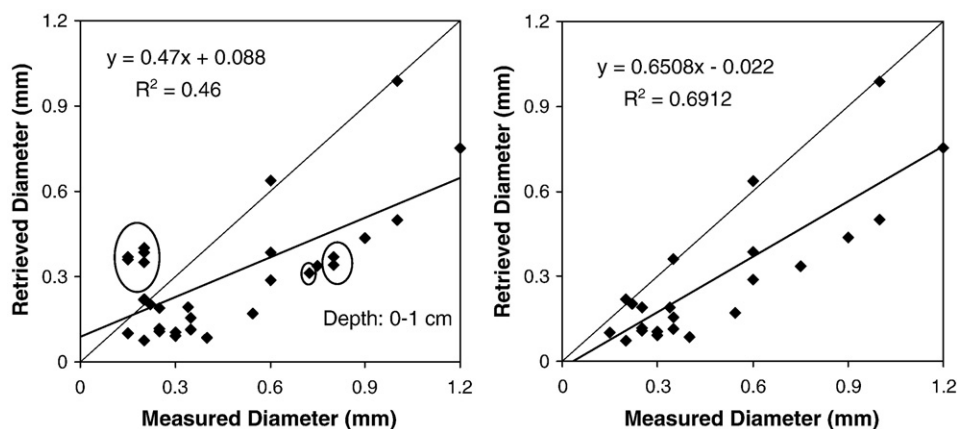 1.2
0.9
0.6
0.3
0
Retrieved Diameter (mm)
y = 0.47x + 0.088
R² = 0.46
Depth: 0-1 cm
0 0.3 0.6 0.9 1.2
Measured Diameter (mm)
1.2
0.9
0.6
0.3
0
Retrieved Diameter (mm)
y = 0.6508x - 0.022
R² = 0.6912
0 0.3 0.6 0.9 1.2
Measured Diameter (mm)